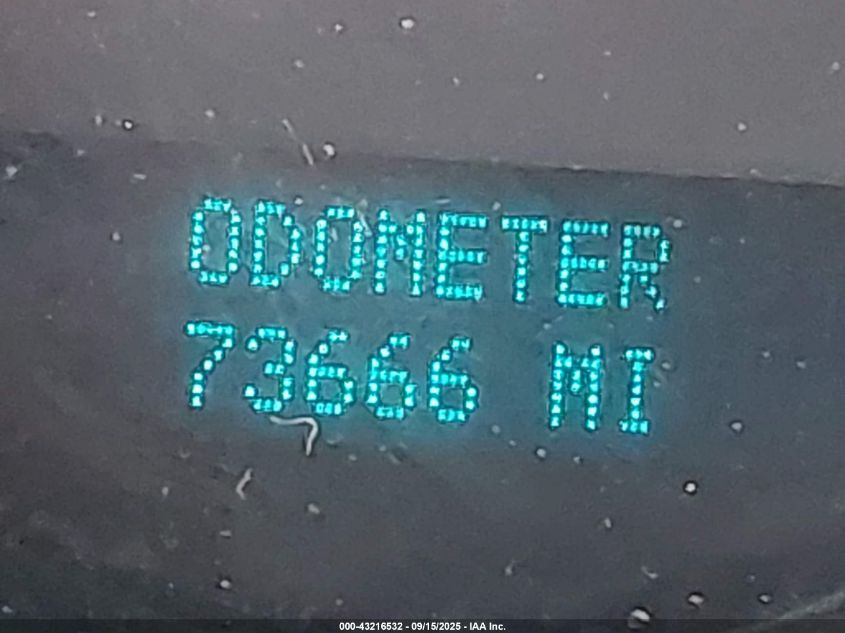 ODOMETER
73666 MI
000-43216532 - 09/15/2025 - IAA Inc.